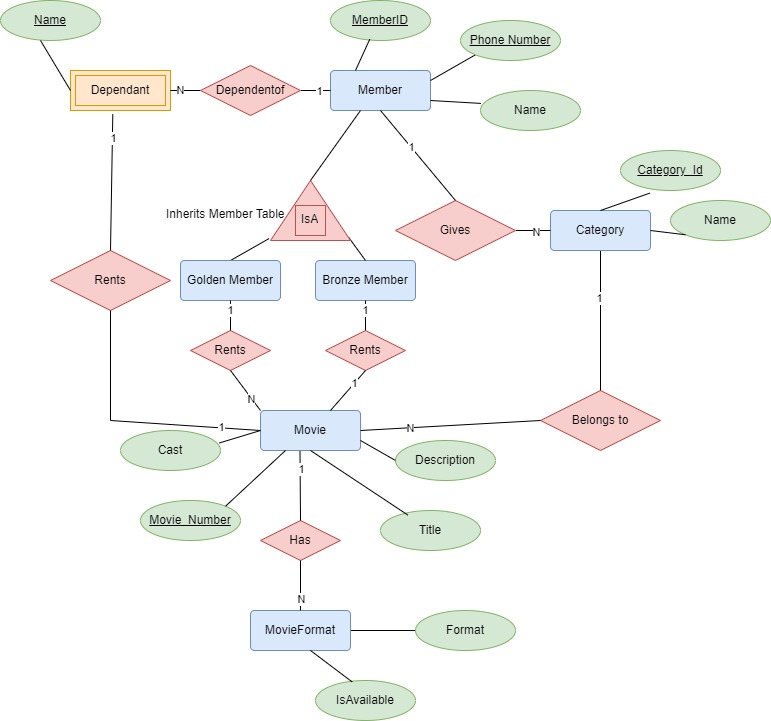 Name
MemberID
Phone Number
Dependant
N
Dependentof
1
Member
Name
1
1
Category_Id
Inherits Member Table
IsA
Gives
N
Category
Name
Rents
Golden Member
Bronze Member
1
1
1
Rents
Rents
1
N
Cast
1
Movie
N
Belongs to
Description
1
Movie_Number
Title
Has
N
MovieFormat
Format
IsAvailable